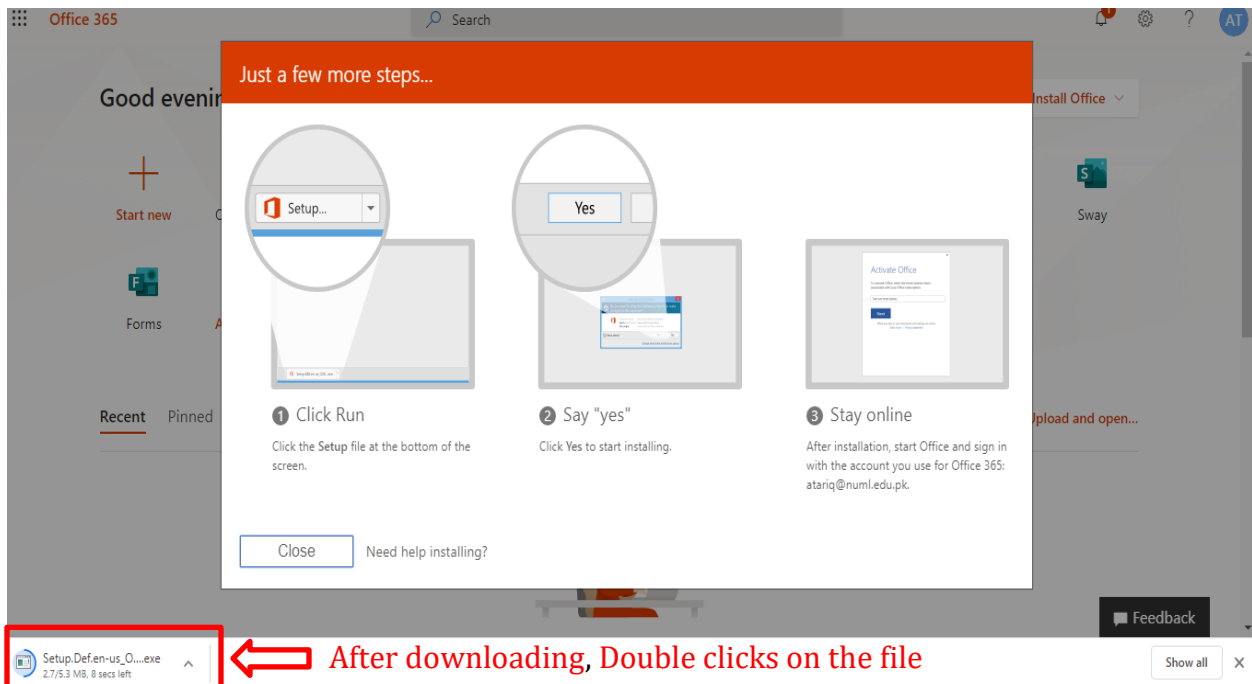 Office 365
Search
1
?
AT
Just a few more steps...
Good evenin
Install Office
Start new
Sway
Forms
Setup...
Yes
Activate Office
1 Click Run
Click the Setup file at the bottom of the
screen.
2 Say "yes"
Click Yes to start installing.
3 Stay online
After installation, start Office and sign in
with the account you use for Office 365:
atariq@numl.edu.pk.
Recent
Pinned
Upload and open...
Close
Need help installing?
Feedback
Setup.Def.en-us_O....exe
2.7/5.3 MB, 8 secs left
After downloading, Double clicks on the file
Show all